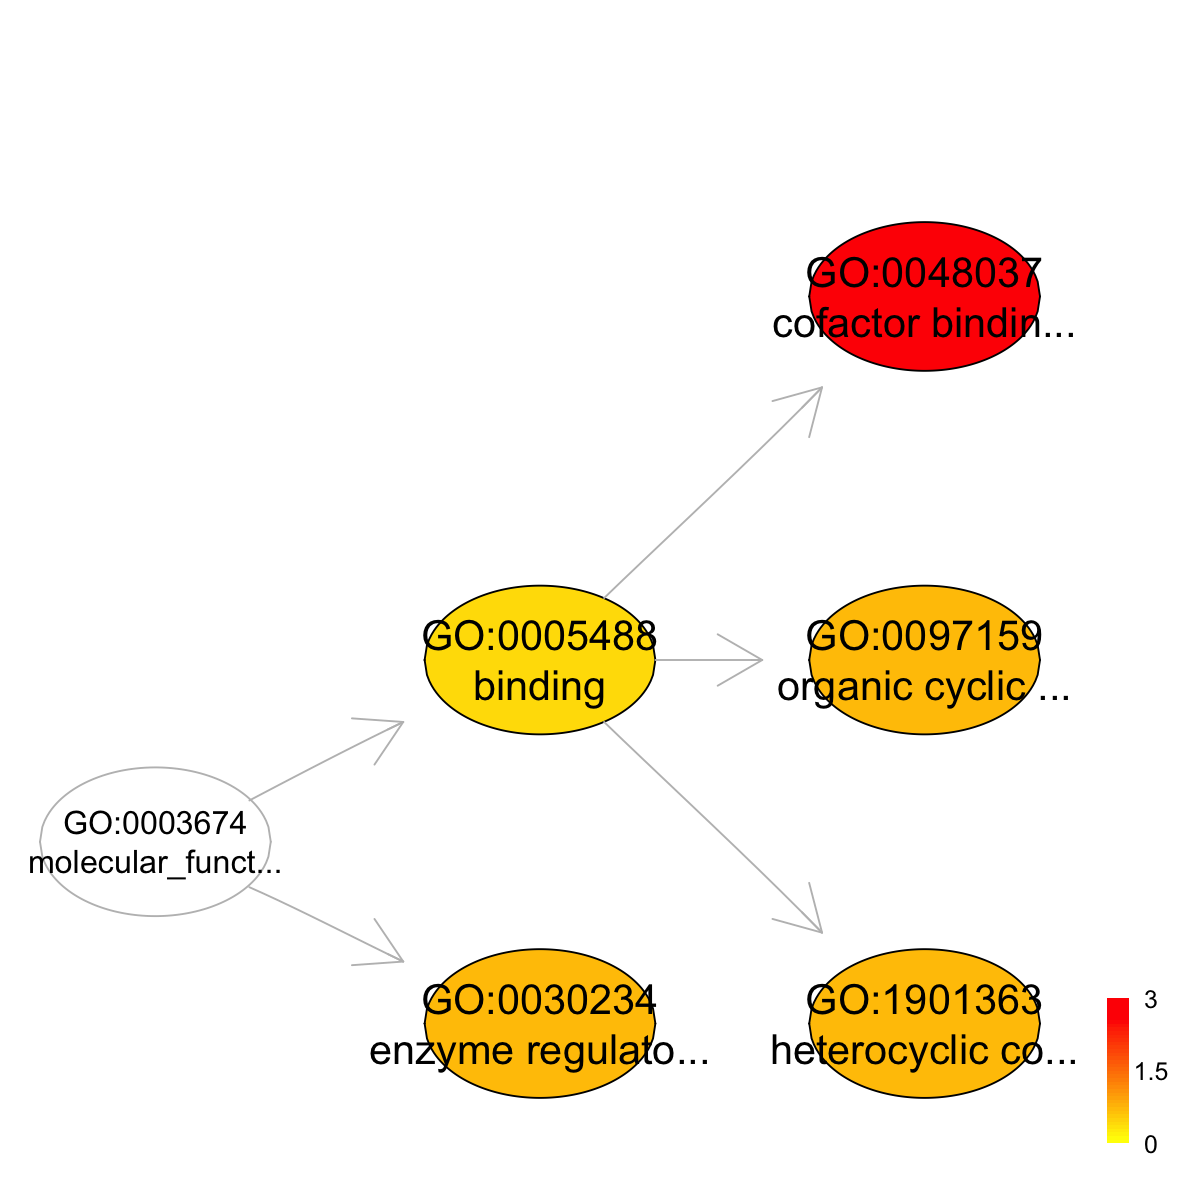 GO:0048037
cofactor bindin...
GO:0005488
binding
GO:0097159
organic cyclic ...
GO:0003674
molecular_funct...
GO:0030234
enzyme regulato...
GO:1901363
heterocyclic co...
3
1.5
0